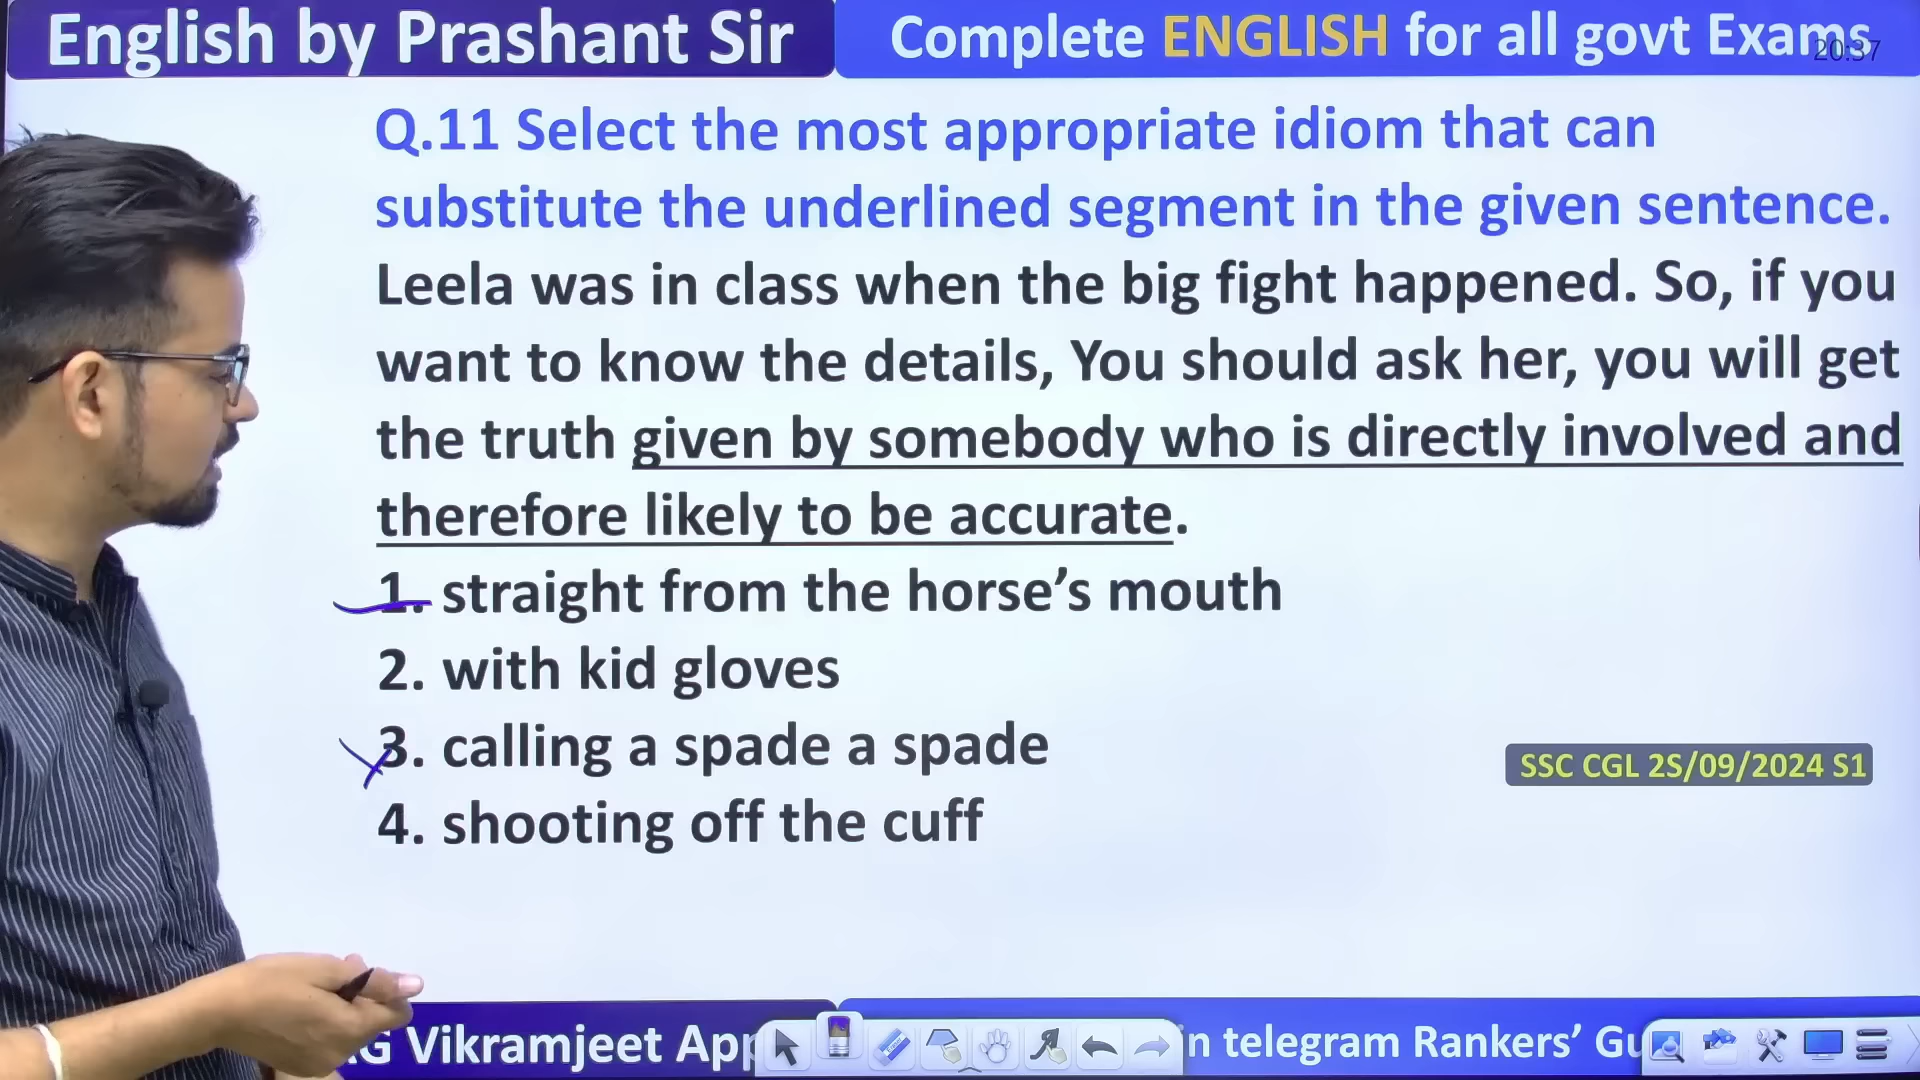 English by Prashant Sir
Complete ENGLISH for all govt Exams
20:37
Q.11 Select the most appropriate idiom that can
substitute the underlined segment in the given sentence.
Leela was in class when the big fight happened. So, if you
want to know the details, You should ask her, you will get
the truth given by somebody who is directly involved and
therefore likely to be accurate.
1. straight from the horse’s mouth
2. with kid gloves
3. calling a spade a spade
4. shooting off the cuff
SSC CGL 2S/09/2024 S1
G Vikramjeet App
in telegram Rankers’ Gu